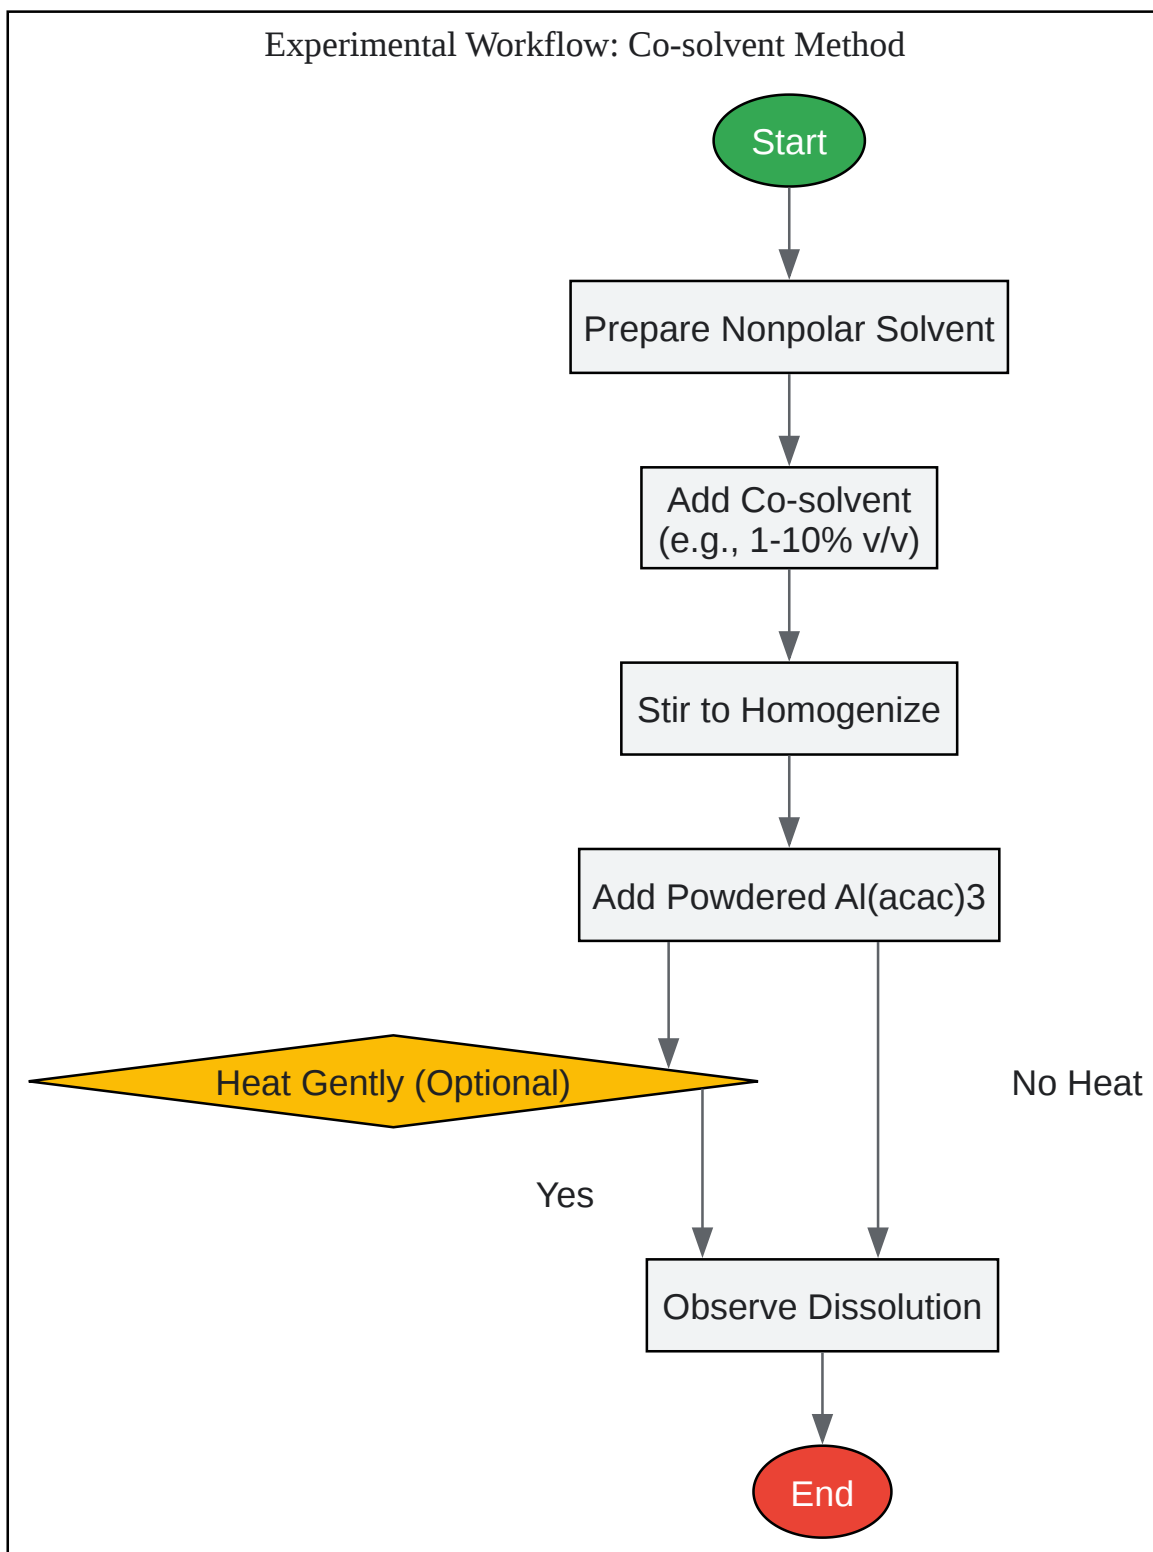 Experimental Workflow: Co-solvent Method
Start
Prepare Nonpolar Solvent
Add Co-solvent
(e.g., 1-10% v/v)
Stir to Homogenize
Add Powdered Al(acac)3
Heat Gently (Optional)
No Heat
Yes
Observe Dissolution
End